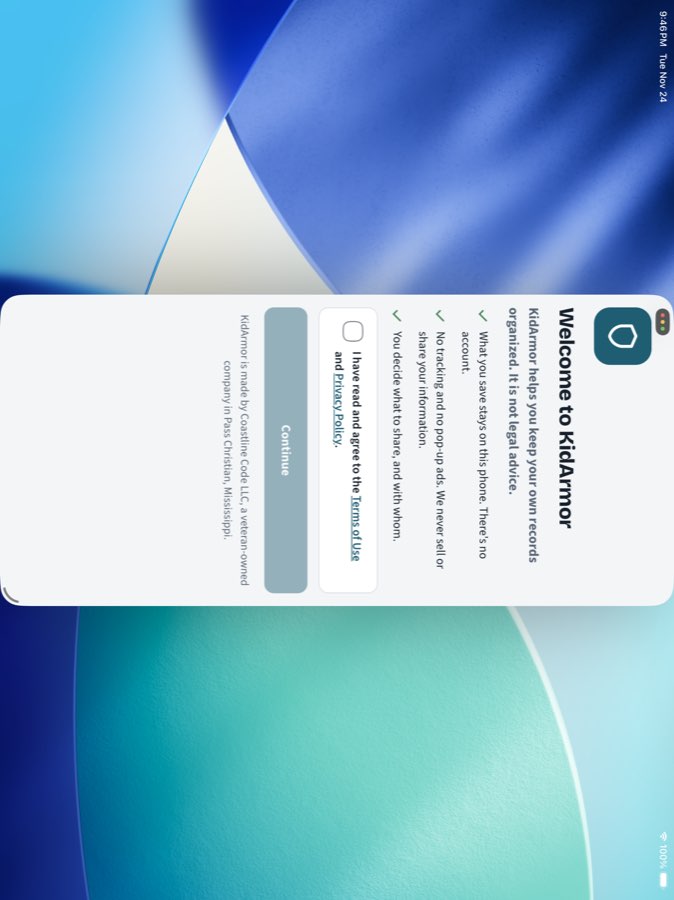 9:46 PM Tue Nov 24
100%
Welcome to KidArmor
KidArmor helps you keep your own records
organized. It is not legal advice.
What you save stays on this phone. There's no
account.
No tracking and no pop-up ads. We never sell or
share your information.
You decide what to share, and with whom.
I have read and agree to the Terms of Use
and Privacy Policy.
Continue
KidArmor is made by Coastline Code LLC, a veteran-owned
company in Pass Christian, Mississippi.